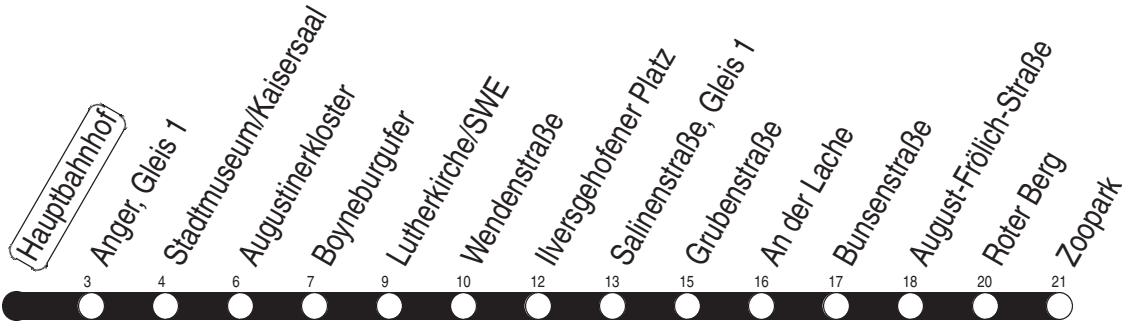 Hauptbahnhof
Anger, Gleis 1
Stadtmuseum/Kaisersaal
Augustinerkloster
Boyneburgufer
Lutherkirche/SWE
Wendenstraße
Ilversgehofener Platz
Salinenstraße, Gleis 1
Grubenstraße
An der Lache
Bunsenstraße
August-Frölich-Straße
Roter Berg
Zoopark
3 4 6 7 9 10 12 13 15 16 17 18 20 21